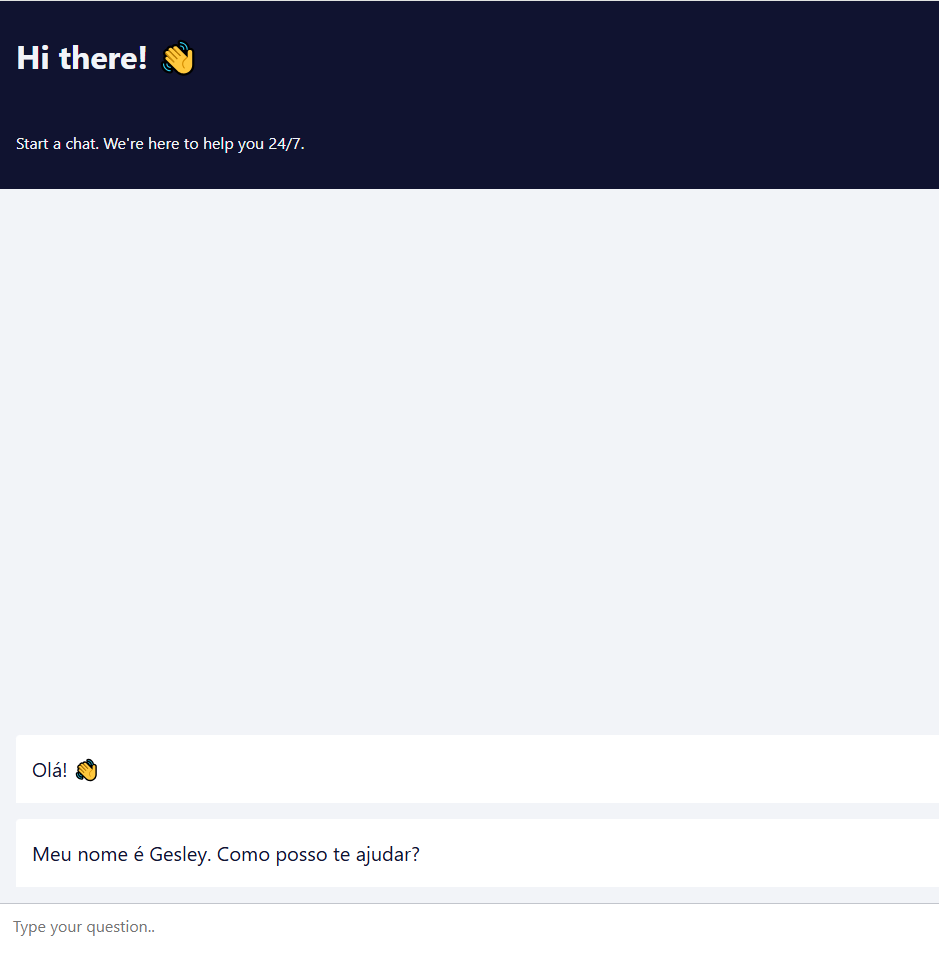 Hi there! 👋
Start a chat. We're here to help you 24/7.
Olá! 👋
Meu nome é Gesley. Como posso te ajudar?
Type your question..